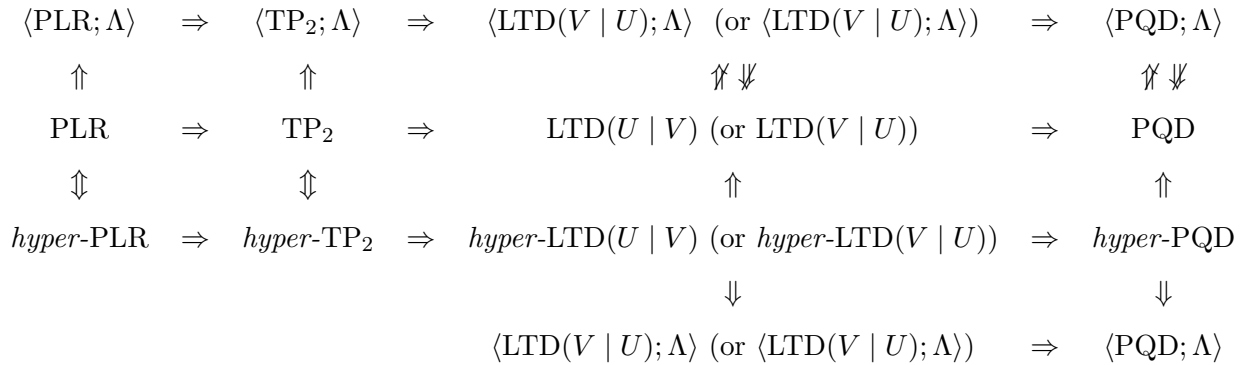 ⟨PLR; Λ⟩ ⇒ ⟨TP₂; Λ⟩ ⇒ ⟨LTD(V | U); Λ⟩ (or ⟨LTD(V | U); Λ⟩) ⇒ ⟨PQD; Λ⟩
⇑ ⇑ ⇑̸ ⇓̸ ⇑̸ ⇓̸
PLR ⇒ TP₂ ⇒ LTD(U | V) (or LTD(V | U)) ⇒ PQD
⇕ ⇕ ⇑ ⇑
hyper-PLR ⇒ hyper-TP₂ ⇒ hyper-LTD(U | V) (or hyper-LTD(V | U)) ⇒ hyper-PQD
⇓ ⇓
⟨LTD(V | U); Λ⟩ (or ⟨LTD(V | U); Λ⟩) ⇒ ⟨PQD; Λ⟩